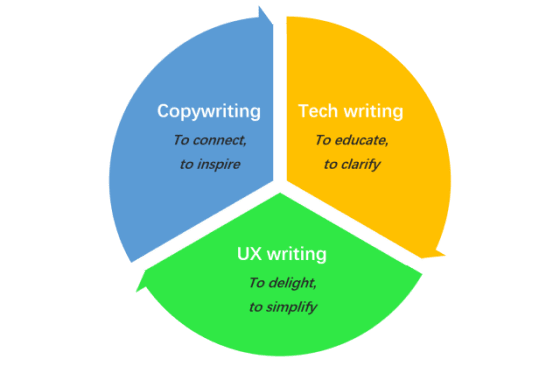 Copywriting
To connect,
to inspire
Tech writing
To educate,
to clarify
UX writing
To delight,
to simplify